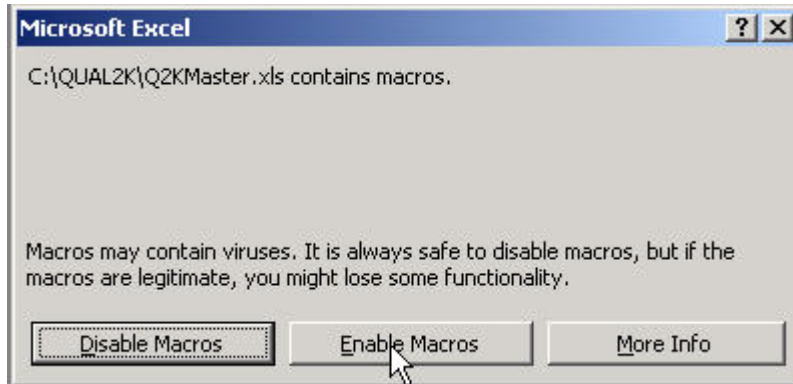 Microsoft Excel
C:\QUAL2K\Q2KMaster.xls contains macros.
Macros may contain viruses. It is always safe to disable macros, but if the
macros are legitimate, you might lose some functionality.
Disable Macros Enable Macros More Info